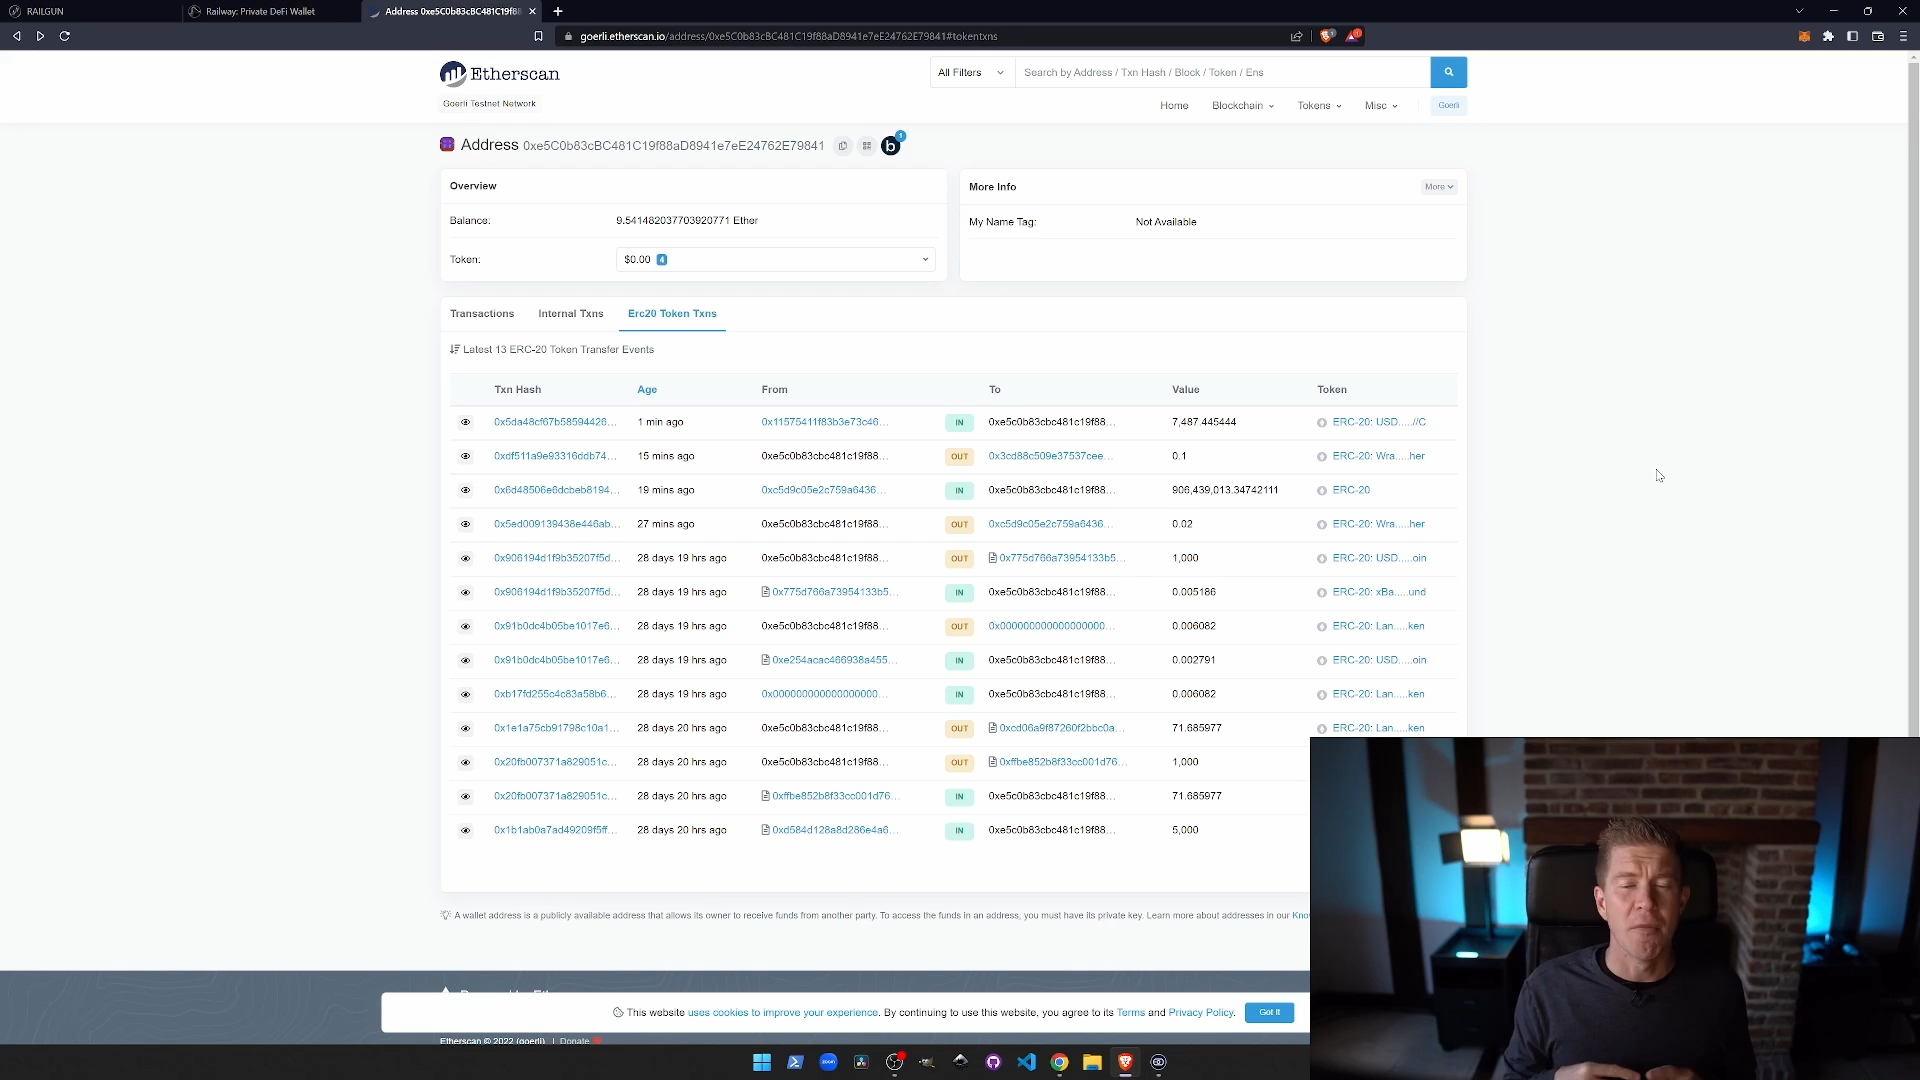 RAILGUN
Railway: Private DeFi Wallet
Address 0xe5C0b83cBC481C19f88
goerli.etherscan.io/address/0xe5C0b83cBC481C19f88aD8941e7eE24762E79841#tokentxns
Etherscan
All Filters
Search by Address / Txn Hash / Block / Token / Ens
Goerli Testnet Network
Home Blockchain Tokens Misc Goerli
Address 0xe5C0b83cBC481C19f88aD8941e7eE24762E79841 b 1
Overview
Balance: 9.541482037703920771 Ether
Token: $0.00 4
More Info More
My Name Tag: Not Available
Transactions Internal Txns Erc20 Token Txns
Latest 13 ERC-20 Token Transfer Events
Txn Hash Age From To Value Token
0x5da48cf67b58594426... 1 min ago 0x11575411f83b3e73c46... IN 0xe5c0b83cbc481c19f88... 7,487.445444 ERC-20: USD.....//C
0xdf511a9e93316ddb74... 15 mins ago 0xe5c0b83cbc481c19f88... OUT 0x3cd88c509e37537cee... 0.1 ERC-20: Wra.....her
0x6d48506e6dcbeb8194... 19 mins ago 0xc5d9c05e2c759a6436... IN 0xe5c0b83cbc481c19f88... 906,439,013.34742111 ERC-20
0x5ed009139438e446ab... 27 mins ago 0xe5c0b83cbc481c19f88... OUT 0xc5d9c05e2c759a6436... 0.02 ERC-20: Wra.....her
0x906194d1f9b35207f5d... 28 days 19 hrs ago 0xe5c0b83cbc481c19f88... OUT 0x775d766a73954133b5... 1,000 ERC-20: USD.....oin
0x906194d1f9b35207f5d... 28 days 19 hrs ago 0x775d766a73954133b5... IN 0xe5c0b83cbc481c19f88... 0.005186 ERC-20: xBa.....und
0x91b0dc4b05be1017e6... 28 days 19 hrs ago 0xe5c0b83cbc481c19f88... OUT 0x000000000000000000... 0.006082 ERC-20: Lan.....ken
0x91b0dc4b05be1017e6... 28 days 19 hrs ago 0xe254acac466938a455... IN 0xe5c0b83cbc481c19f88... 0.002791 ERC-20: USD.....oin
0xb17fd255c4c83a58b6... 28 days 19 hrs ago 0x000000000000000000... IN 0xe5c0b83cbc481c19f88... 0.006082 ERC-20: Lan.....ken
0x1e1a75cb91798c10a1... 28 days 20 hrs ago 0xe5c0b83cbc481c19f88... OUT 0xcd06a9f87260f2bbc0a... 71.685977 ERC-20: Lan.....ken
0x20fb007371a829051c... 28 days 20 hrs ago 0xe5c0b83cbc481c19f88... OUT 0xffbe852b8f33cc001d76... 1,000
0x20fb007371a829051c... 28 days 20 hrs ago 0xffbe852b8f33cc001d76... IN 0xe5c0b83cbc481c19f88... 71.685977
0x1b1ab0a7ad49209f5ff... 28 days 20 hrs ago 0xd584d128a8d286e4a6... IN 0xe5c0b83cbc481c19f88... 5,000
A wallet address is a publicly available address that allows its owner to receive funds from another party. To access the funds in an address, you must have its private key. Learn more about addresses in our Kno
This website uses cookies to improve your experience. By continuing to use this website, you agree to its Terms and Privacy Policy. Got It
Etherscan © 2022 (goerli) | Donate
zoom